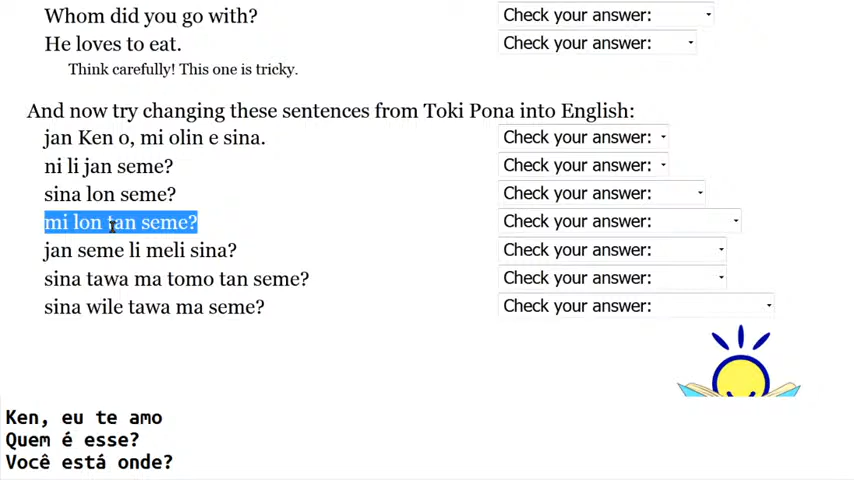 Whom did you go with? Check your answer:
He loves to eat. Check your answer:
Think carefully! This one is tricky.
And now try changing these sentences from Toki Pona into English:
jan Ken o, mi olin e sina. Check your answer:
ni li jan seme? Check your answer:
sina lon seme? Check your answer:
mi lon tan seme? Check your answer:
jan seme li meli sina? Check your answer:
sina tawa ma tomo tan seme? Check your answer:
sina wile tawa ma seme? Check your answer:
Ken, eu te amo
Quem é esse?
Você está onde?